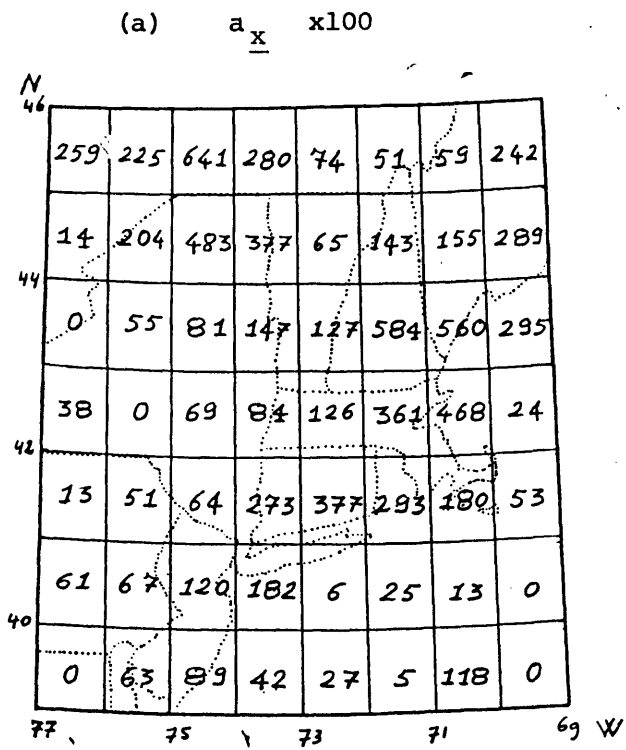 (a) a x x100
N
46
259 225 641 280 74 51 59 242
14 204 483 377 65 143 155 289
44
0 55 81 147 127 584 560 295
38 0 69 84 126 361 468 24
42
13 51 64 273 377 293 180 53
61 67 120 182 6 25 13 0
40
0 63 89 42 27 5 118 0
77 75 73 71 69 W